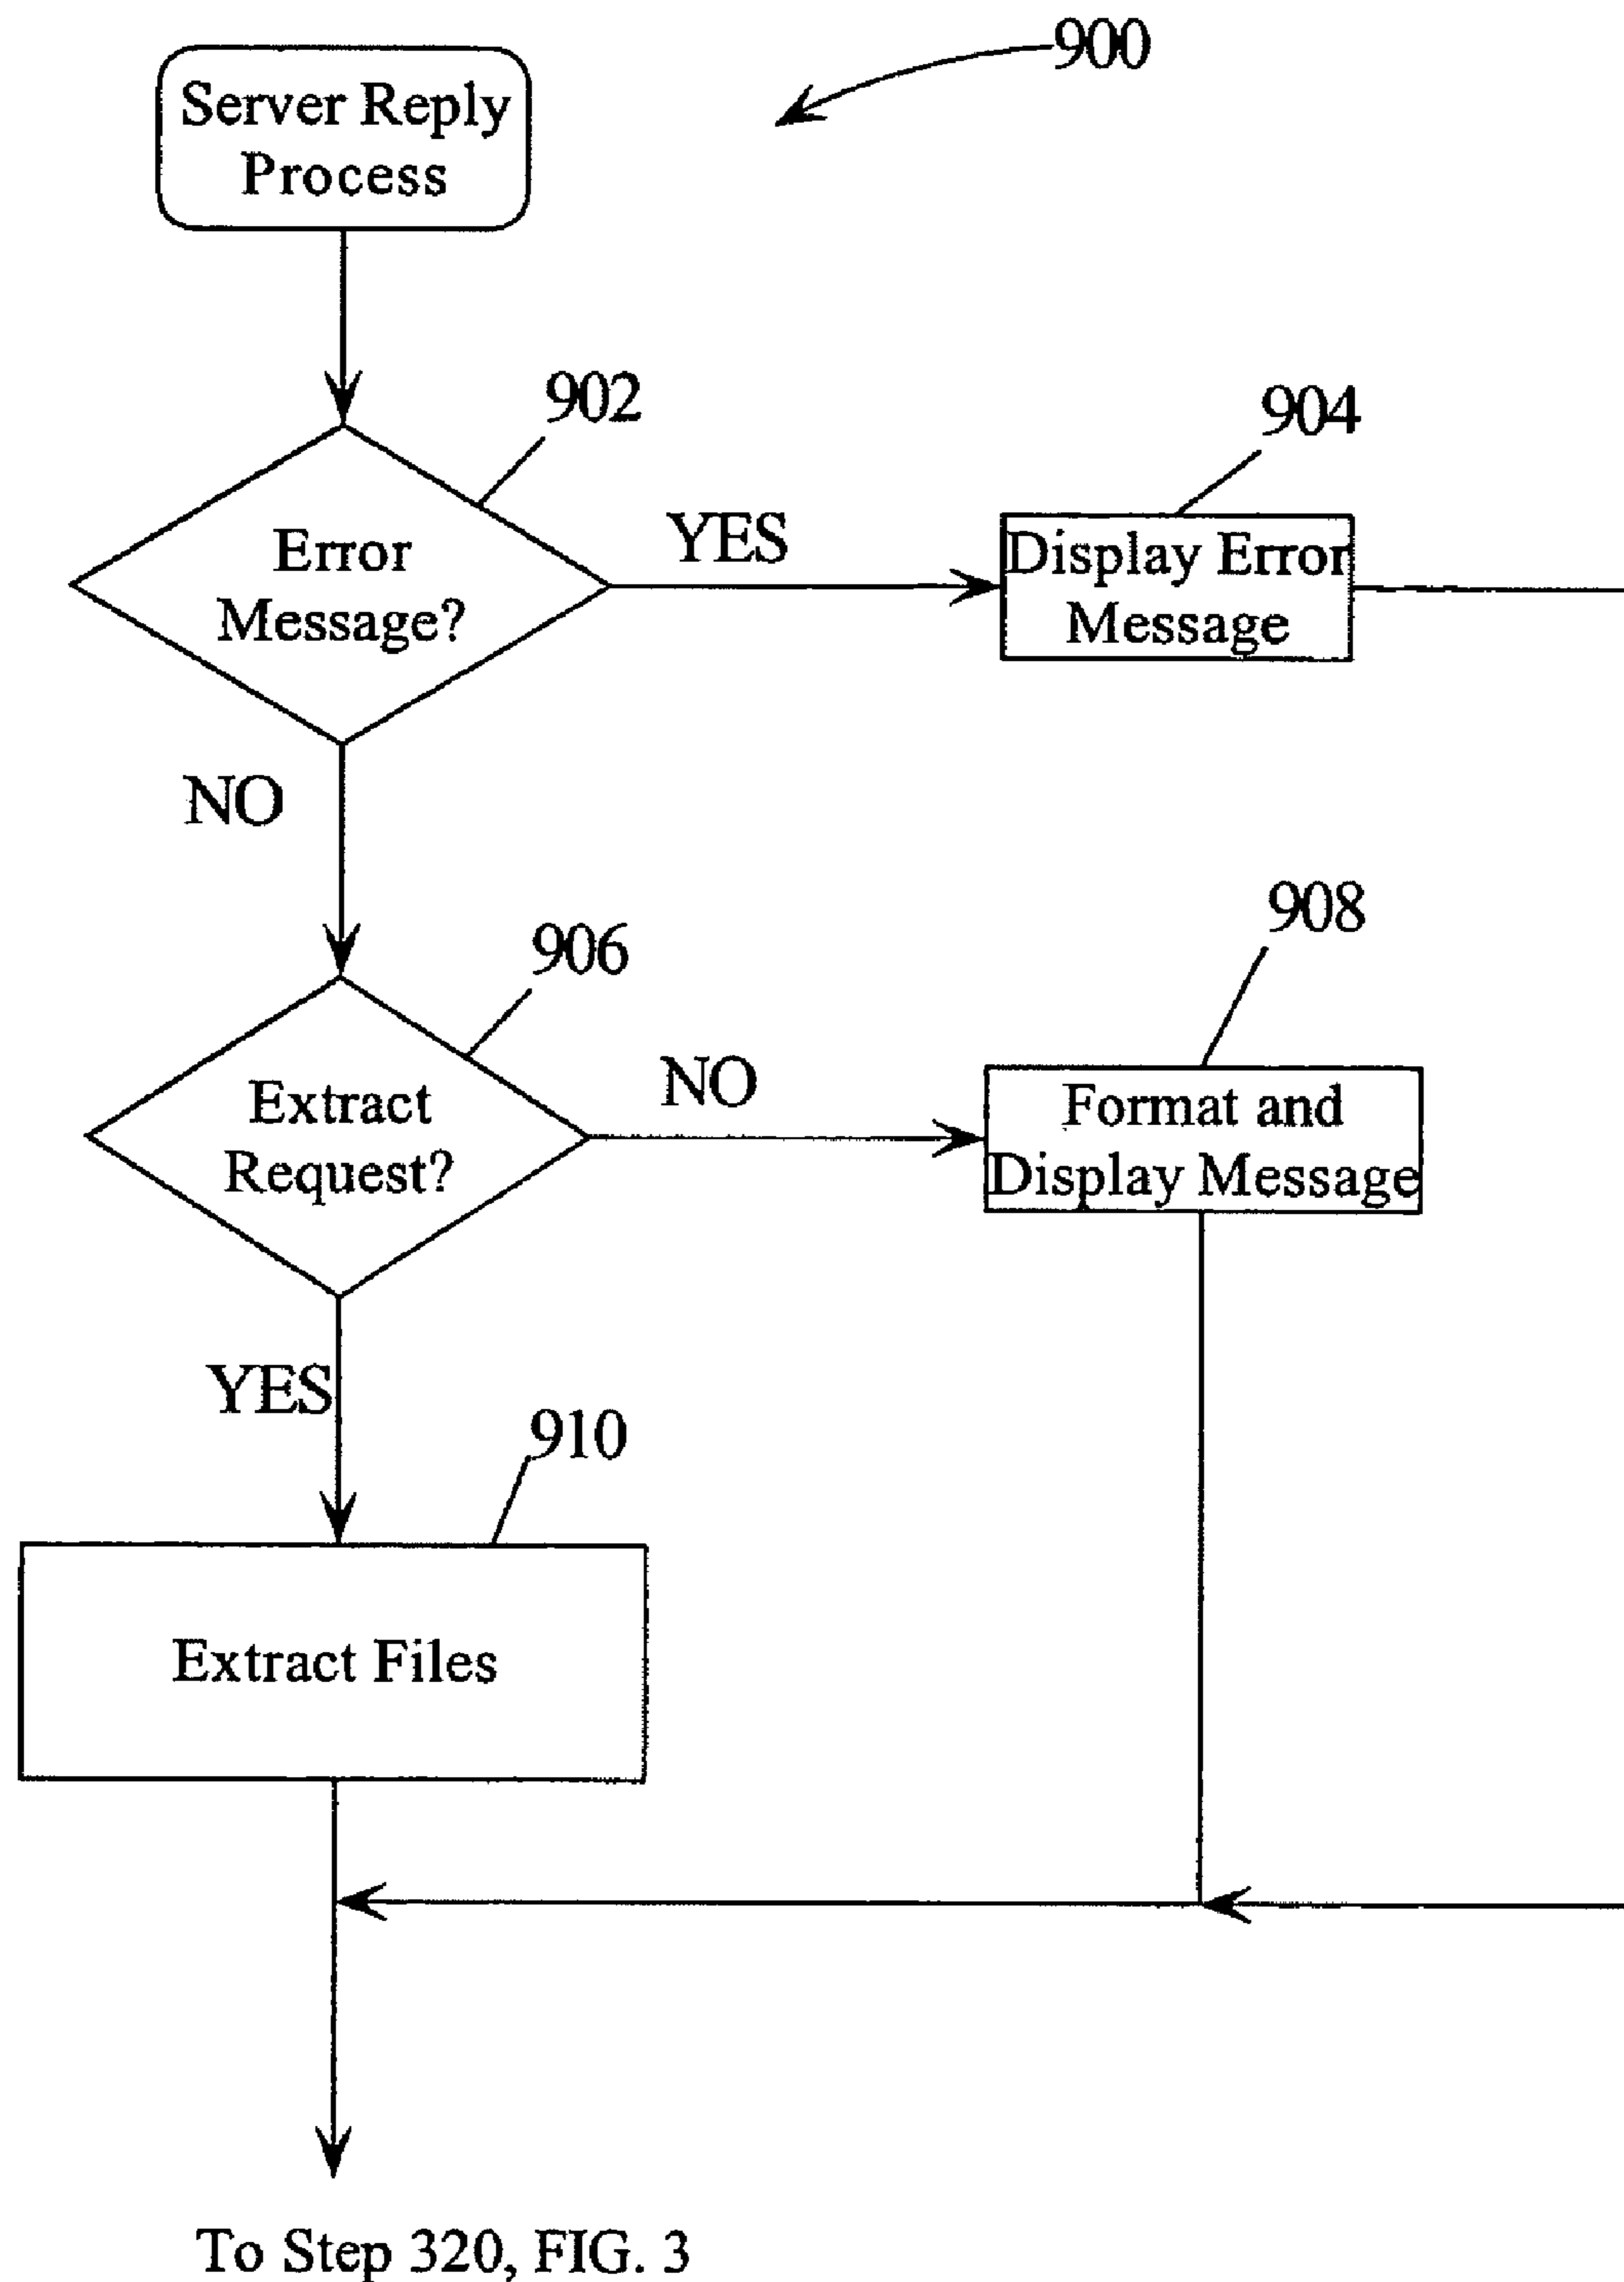 900
Server Reply
Process
902
904
YES
Error
Message?
Display Error
Message
NO
906
908
NO
Extract
Request?
Format and
Display Message
YES
910
Extract Files
To Step 320, FIG. 3